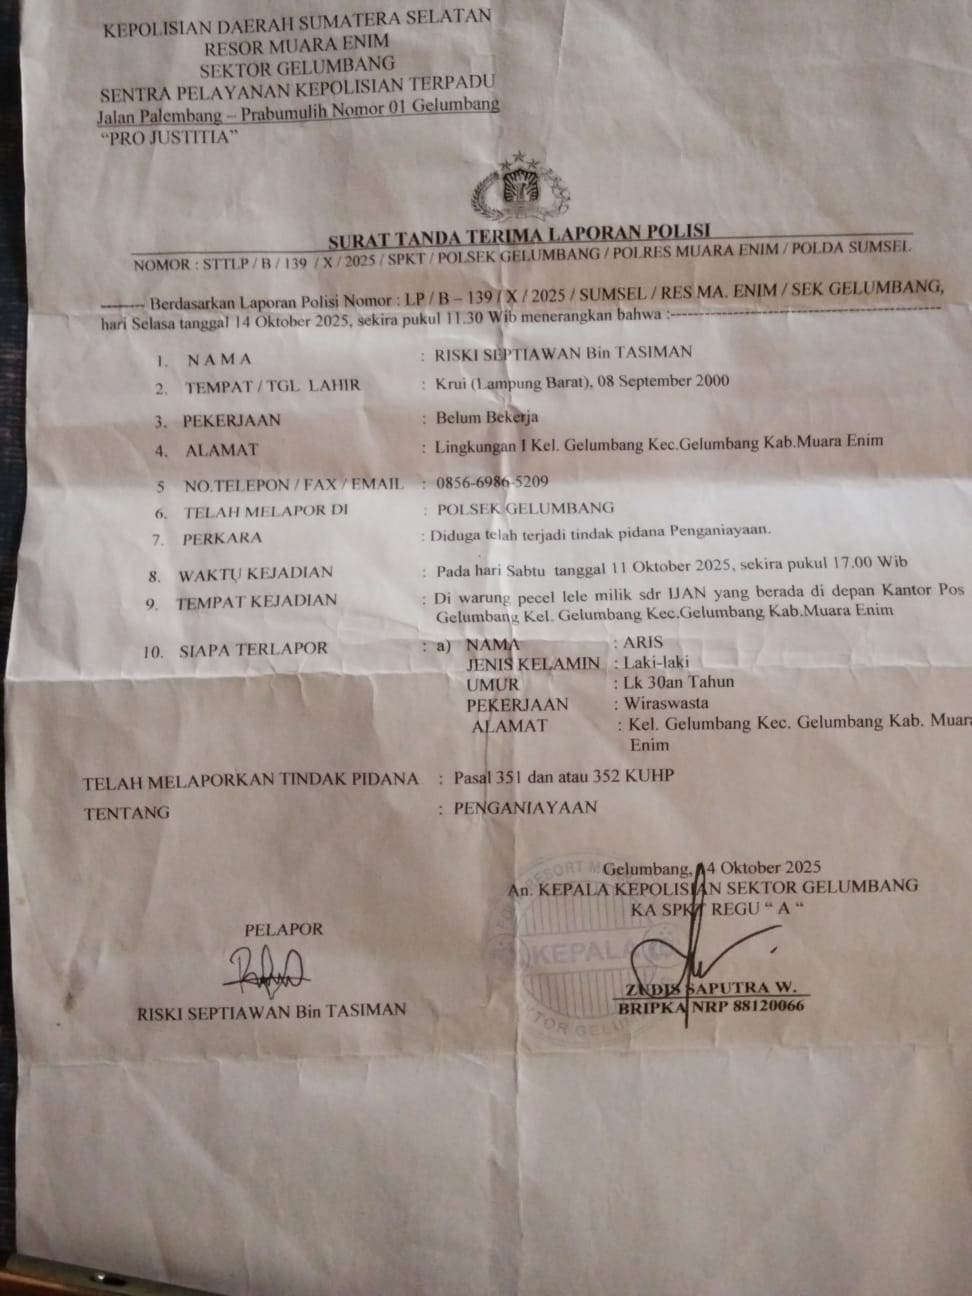 KEPOLISIAN DAERAH SUMATERA SELATAN
RESOR MUARA ENIM
SEKTOR GELUMBANG
SENTRA PELAYANAN KEPOLISIAN TERPADU
Jalan Palembang – Prabumulih Nomor 01 Gelumbang
“PRO JUSTITIA”
SURAT TANDA TERIMA LAPORAN POLISI
NOMOR : STTLP / B / 139 / X / 2025 / SPKT / POLSEK GELUMBANG / POLRES MUARA ENIM / POLDA SUMSEL
-------- Berdasarkan Laporan Polisi Nomor : LP / B – 139 / X / 2025 / SUMSEL / RES MA. ENIM / SEK GELUMBANG,
hari Selasa tanggal 14 Oktober 2025, sekira pukul 11.30 Wib menerangkan bahwa :--------------------------------------------
1. N A M A : RISKI SEPTIAWAN Bin TASIMAN
2. TEMPAT / TGL LAHIR : Krui (Lampung Barat), 08 September 2000
3. PEKERJAAN : Belum Bekerja
4. ALAMAT : Lingkungan I Kel. Gelumbang Kec.Gelumbang Kab.Muara Enim
5 NO.TELEPON / FAX / EMAIL : 0856-6986-5209
6. TELAH MELAPOR DI : POLSEK GELUMBANG
7. PERKARA : Diduga telah terjadi tindak pidana Penganiayaan.
8. WAKTU KEJADIAN : Pada hari Sabtu tanggal 11 Oktober 2025, sekira pukul 17.00 Wib
9. TEMPAT KEJADIAN : Di warung pecel lele milik sdr IJAN yang berada di depan Kantor Pos
Gelumbang Kel. Gelumbang Kec.Gelumbang Kab.Muara Enim
10. SIAPA TERLAPOR : a) NAMA : ARIS
JENIS KELAMIN : Laki-laki
UMUR : Lk 30an Tahun
PEKERJAAN : Wiraswasta
ALAMAT : Kel. Gelumbang Kec. Gelumbang Kab. Muara
Enim
TELAH MELAPORKAN TINDAK PIDANA : Pasal 351 dan atau 352 KUHP
TENTANG : PENGANIAYAAN
Gelumbang, 14 Oktober 2025
An. KEPALA KEPOLISIAN SEKTOR GELUMBANG
KA SPKT REGU “ A “
PELAPOR
KEPALA
SAPUTRA W.
BRIPKA NRP 88120066
RISKI SEPTIAWAN Bin TASIMAN